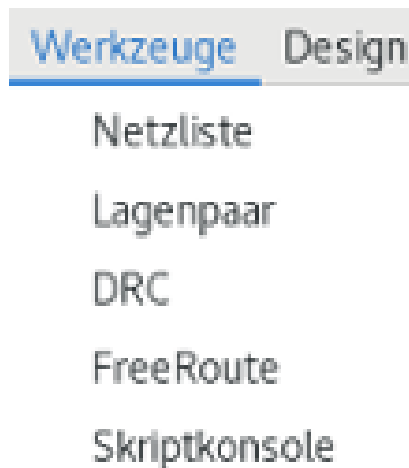 Werkzeuge Design
Netzliste
Lagenpaar
DRC
FreeRoute
Skriptkonsole